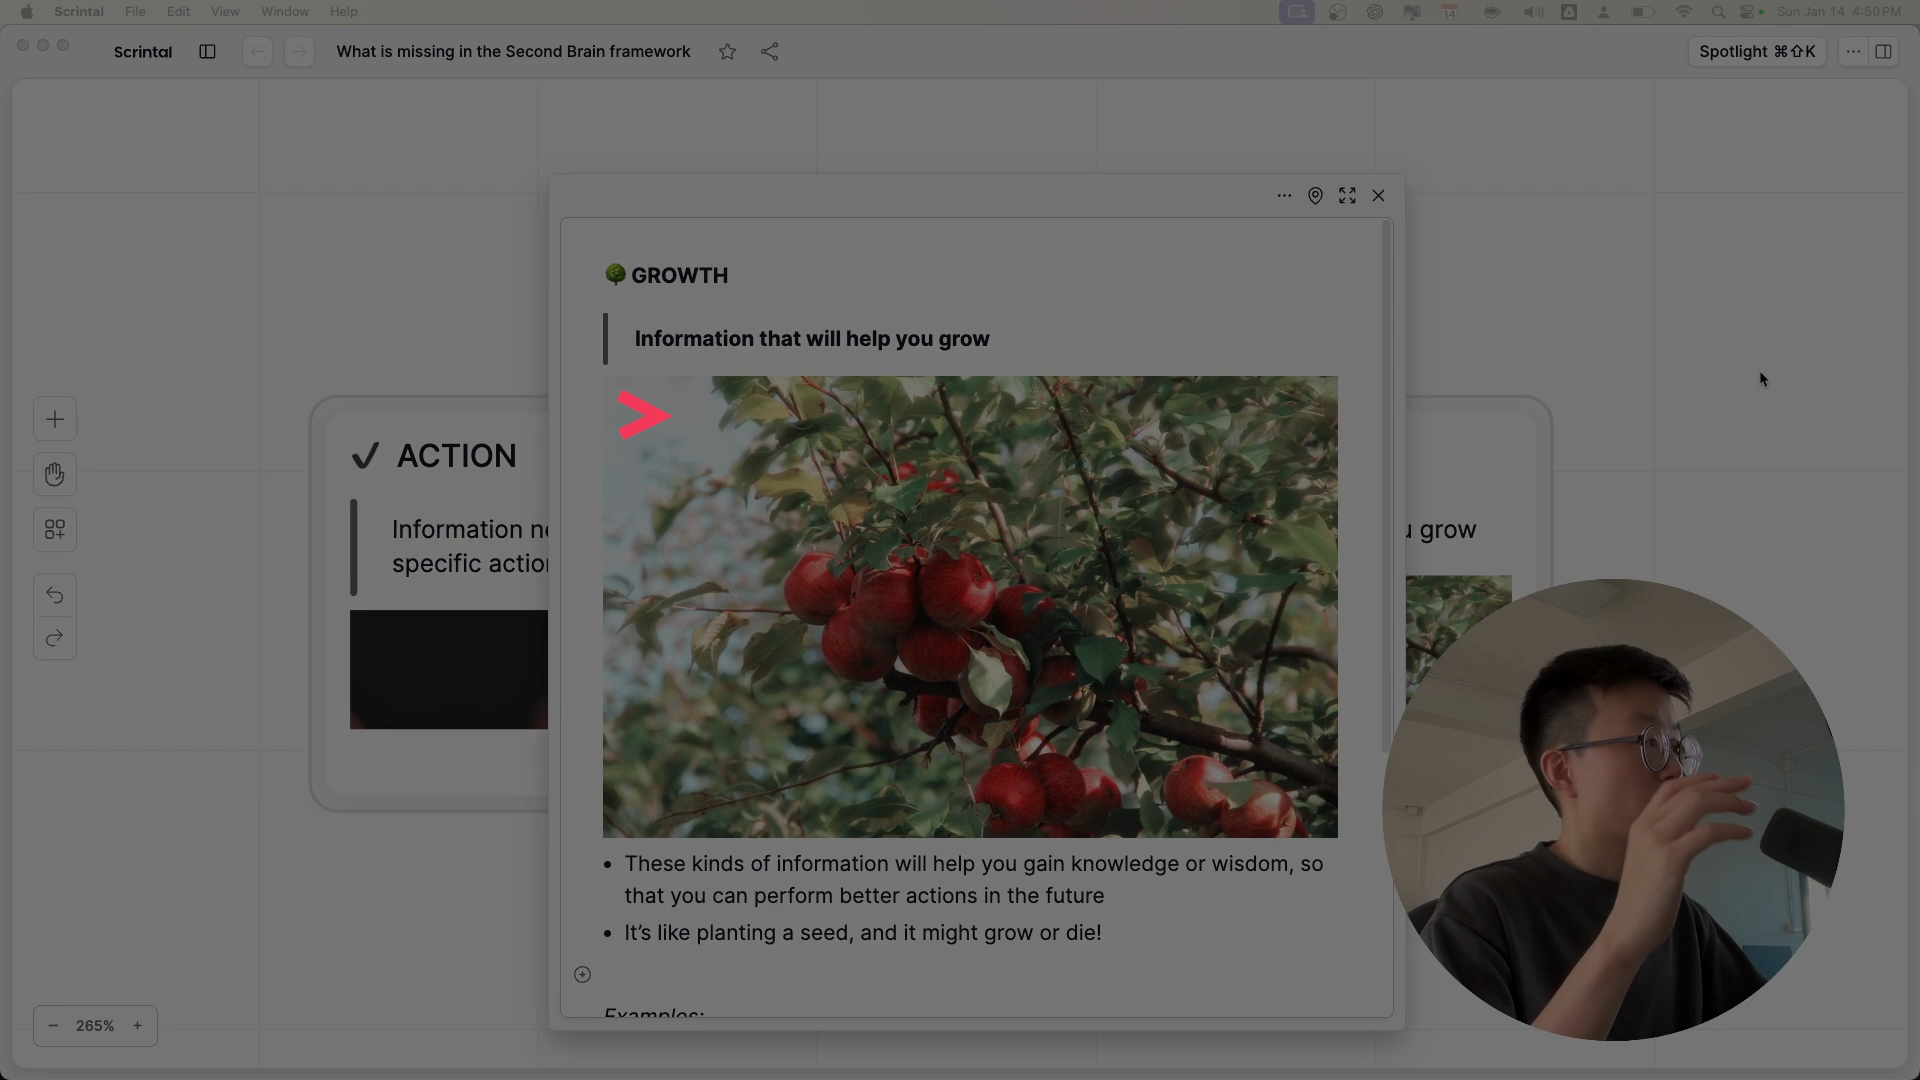 Scrintal File Edit View Window Help
14
Sun Jan 14 4:50 PM
Scrintal
What is missing in the Second Brain framework
Spotlight ⌘⇧K
GROWTH
Information that will help you grow
ACTION
Information
specific
u grow
These kinds of information will help you gain knowledge or wisdom, so
that you can perform better actions in the future
It's like planting a seed, and it might grow or die!
Examples:
265%